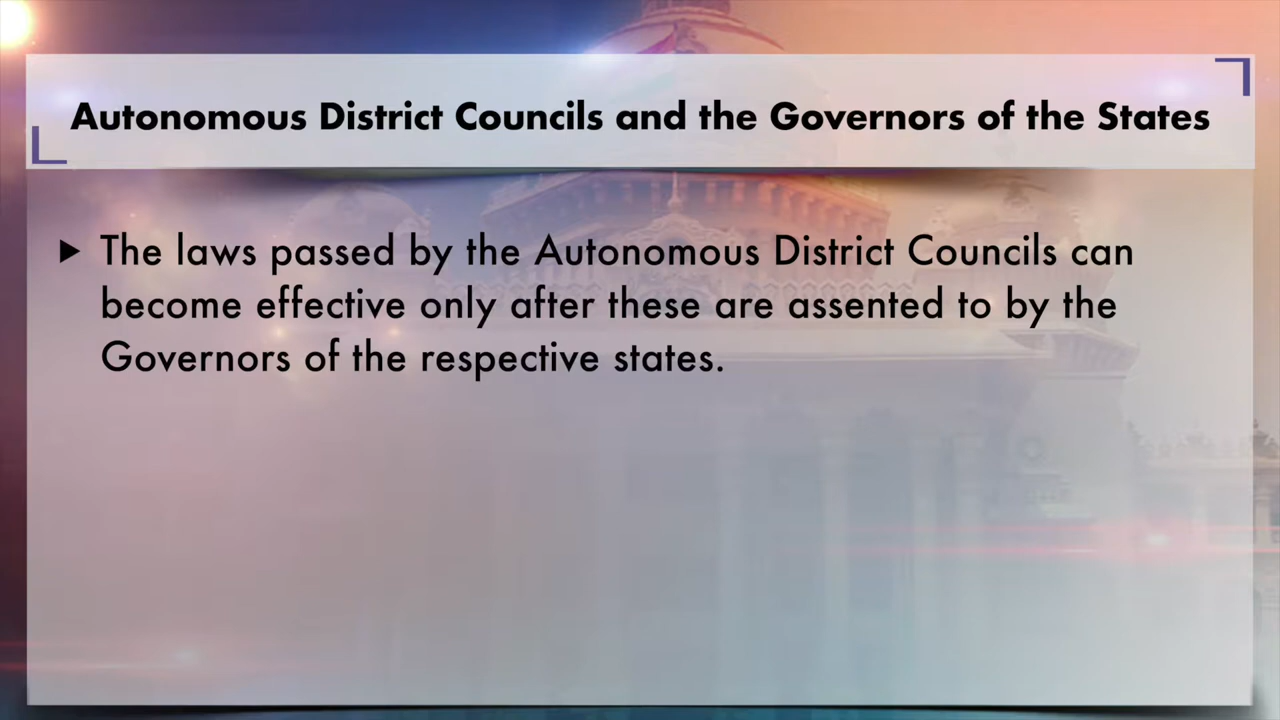 Autonomous District Councils and the Governors of the States
▶ The laws passed by the Autonomous District Councils can
become effective only after these are assented to by the
Governors of the respective states.